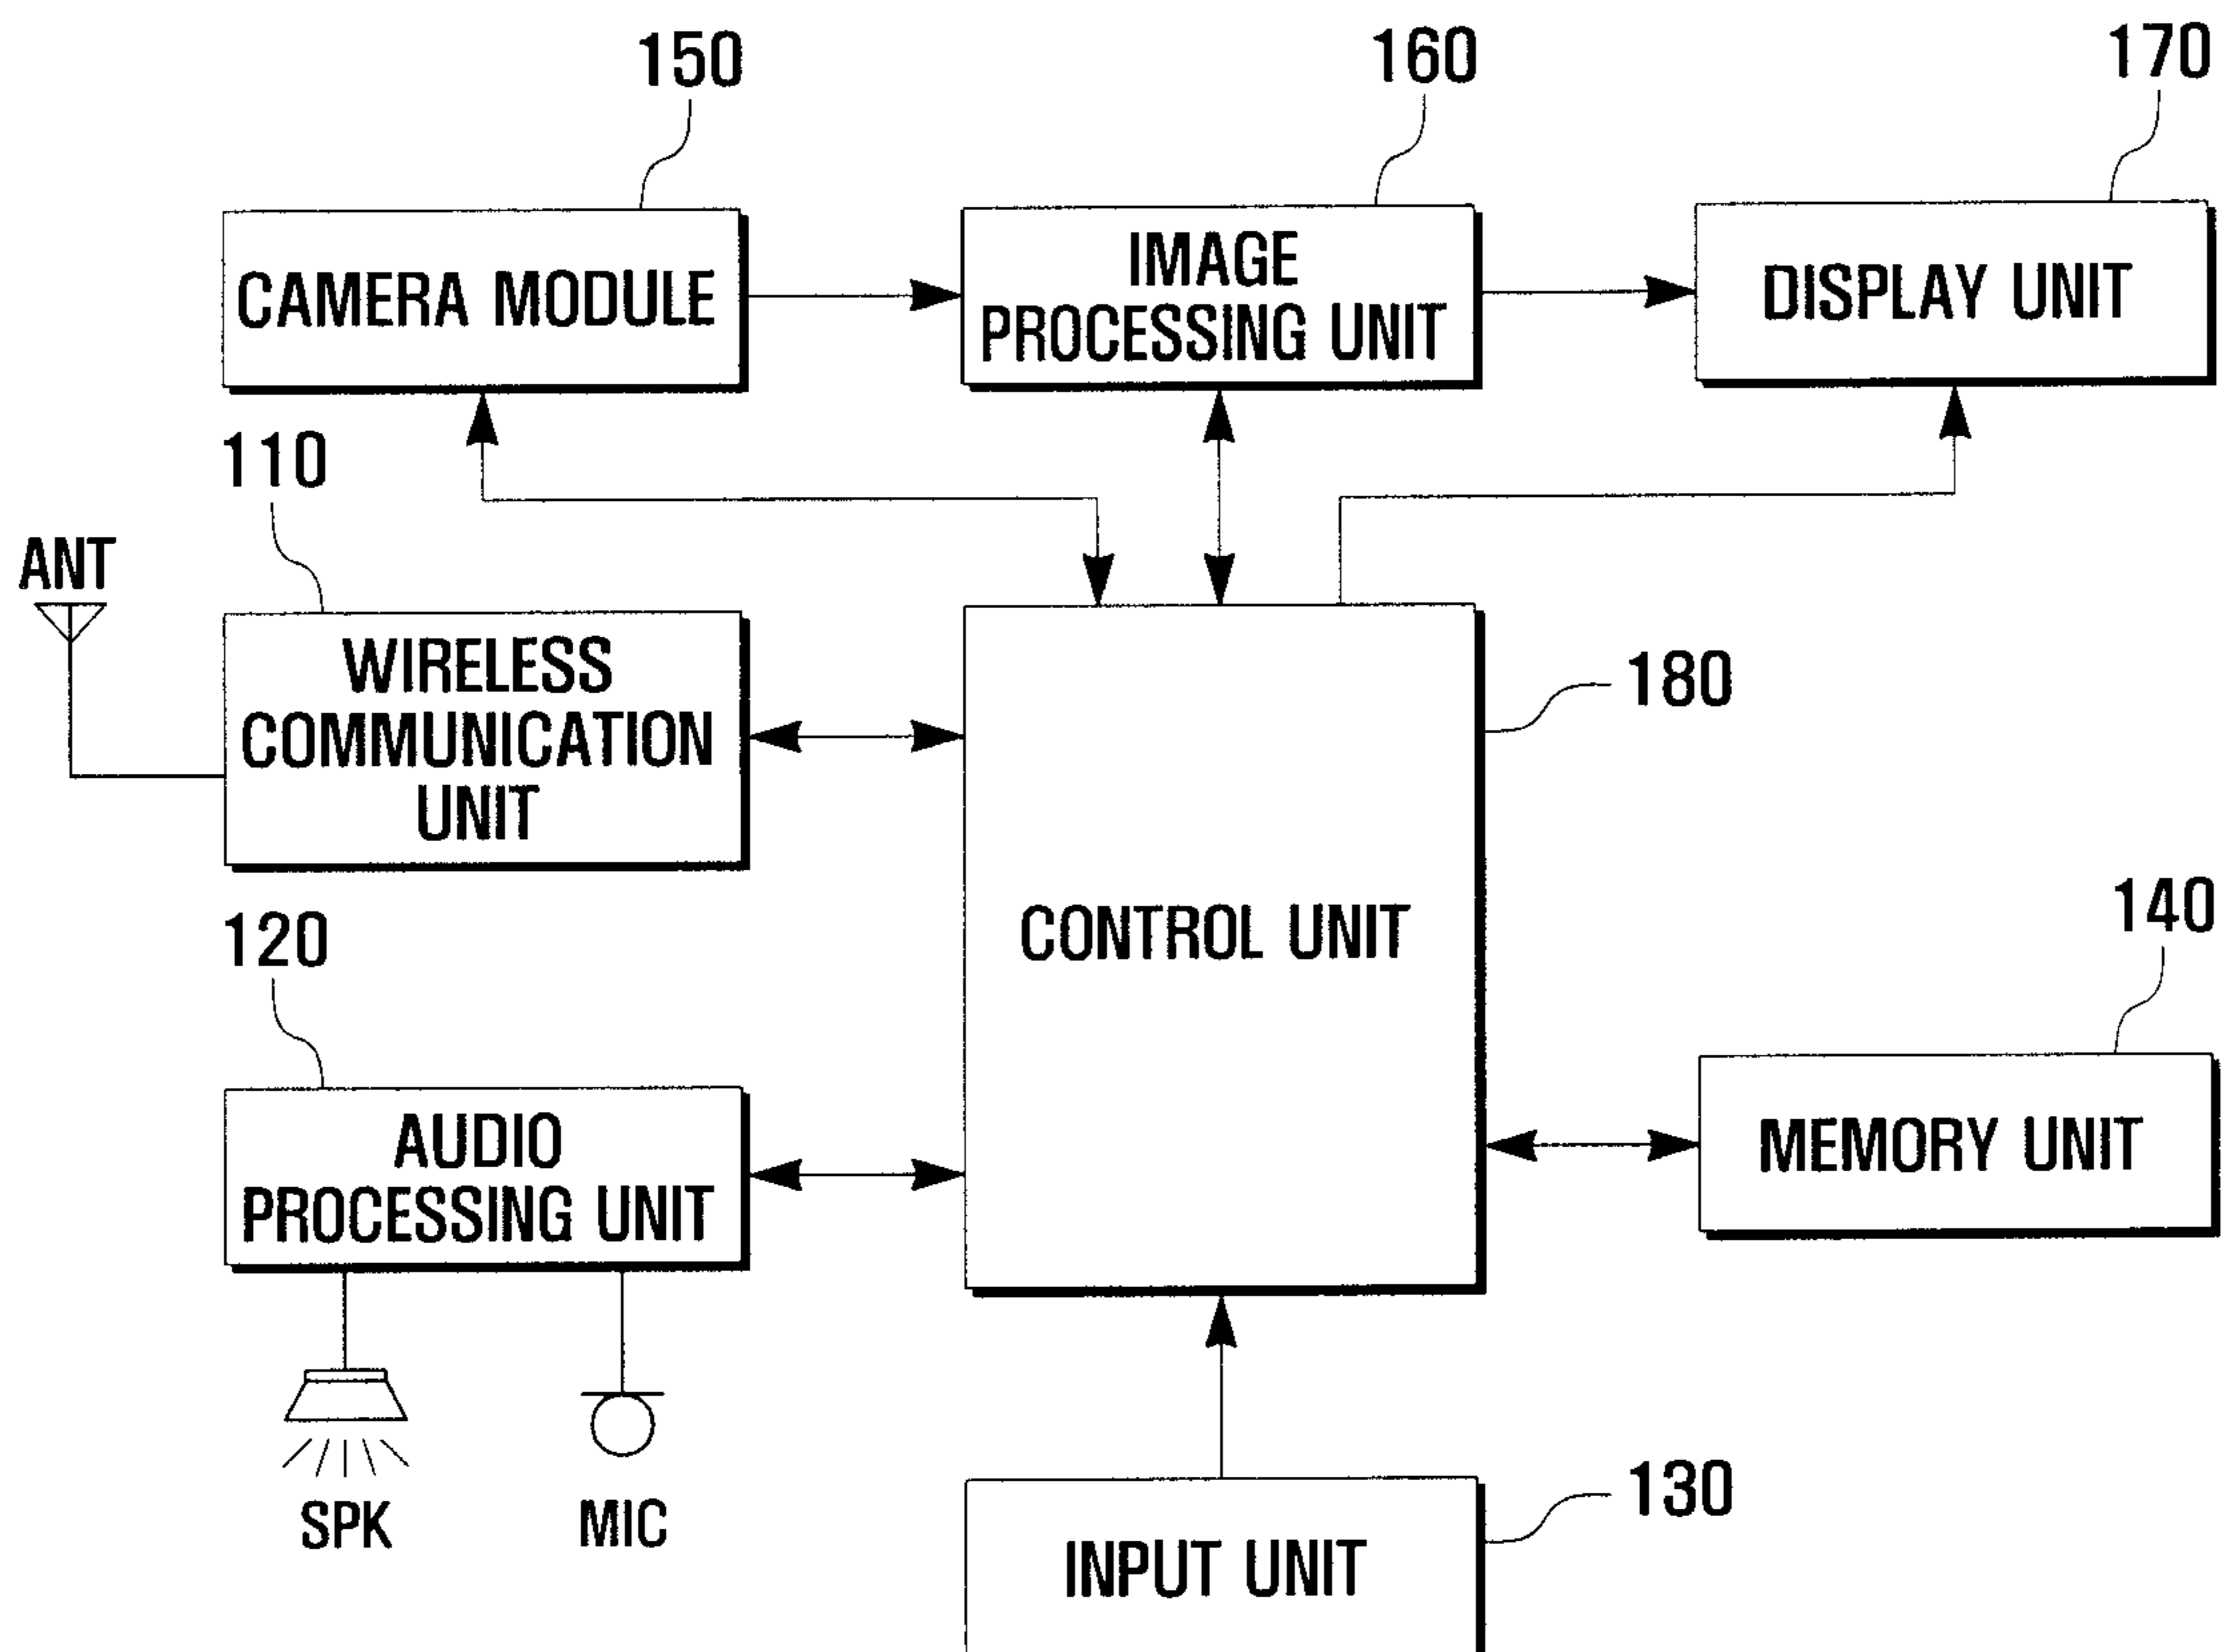 150
160
170
CAMERA MODULE
IMAGE
PROCESSING UNIT
DISPLAY UNIT
110
ANT
WIRELESS
COMMUNICATION
UNIT
180
CONTROL UNIT
120
140
AUDIO
PROCESSING UNIT
MEMORY UNIT
SPK
MIC
130
INPUT UNIT